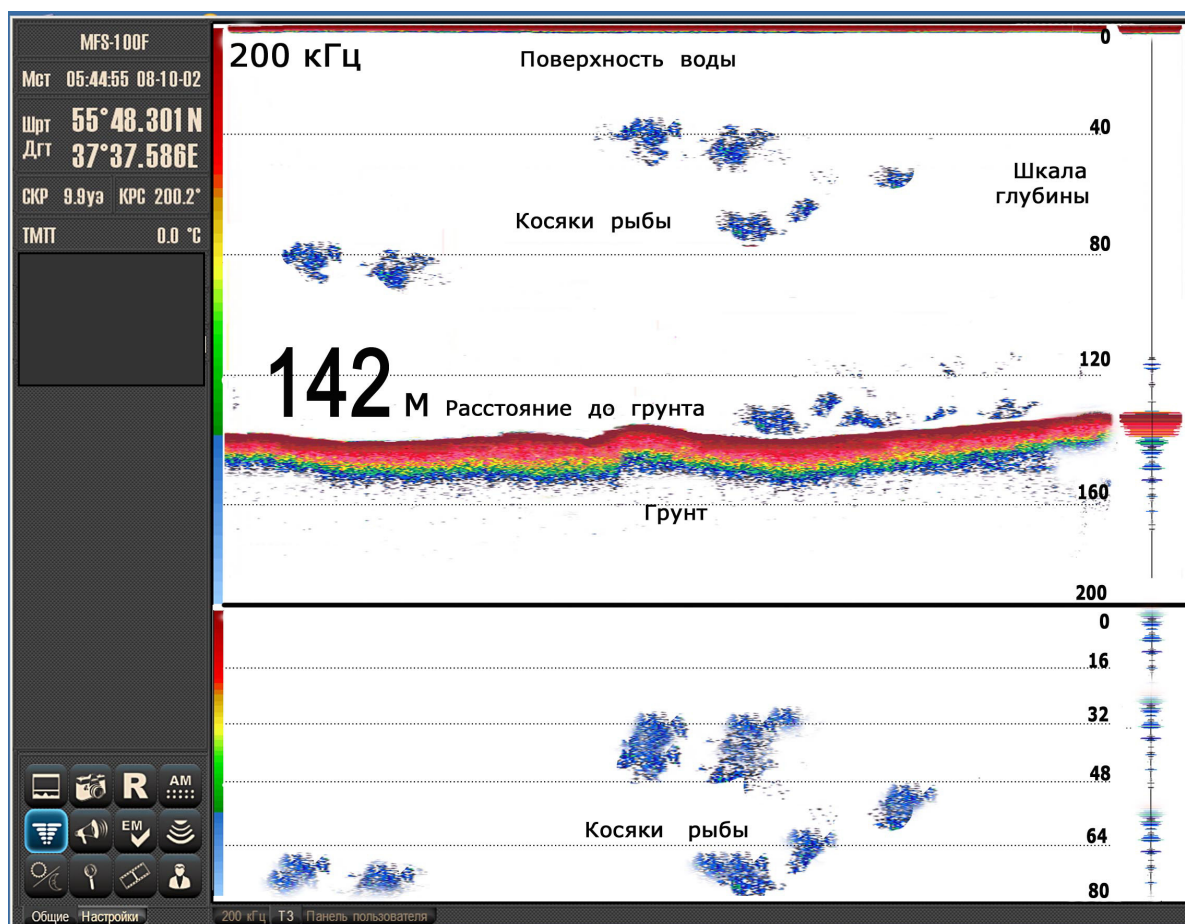 MFS-100F
Мст 05:44:55 08-10-02
Шрт 55°48.301N
Дгт 37°37.586E
СКР 9.9уз КРС 200.2°
ТМП 0.0 °C
200 кГц
Поверхность воды
0
40
Шкала
глубины
Косяки рыбы
80
120
142 м Расстояние до грунта
160
Грунт
200
0
16
32
48
Косяки рыбы
64
80
R
AM
EM
Общие Настройки
200 кГц ТЗ Панель пользователя